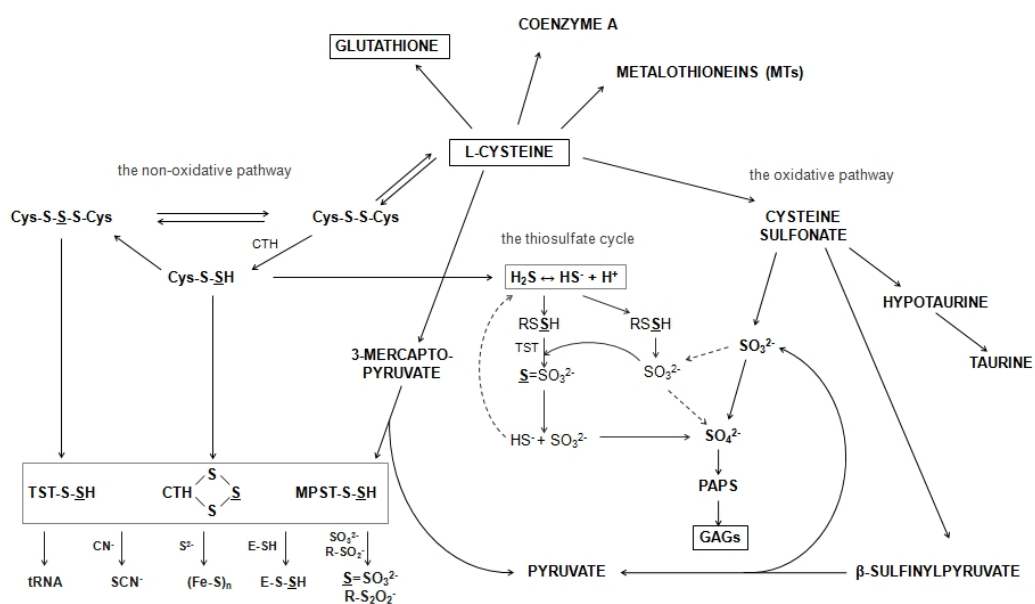 COENZYME A
GLUTATHIONE
METALOTHIONEINS (MTs)
L-CYSTEINE
the non-oxidative pathway
the oxidative pathway
Cys-S-S-S-Cys
Cys-S-S-Cys
CYSTEINE
SULFONATE
CTH
the thiosulfate cycle
Cys-S-SH
H₂S ↔ HS⁻ + H⁺
HYPOTAURINE
RSSH
RSSH
TST
3-MERCAPTO-
PYRUVATE
SO₃²⁻
TAURINE
S=SO₃²⁻
SO₃²⁻
HS⁻ + SO₃²⁻
SO₄²⁻
TST-S-SH
CTH
S
S
S
MPST-S-SH
PAPS
GAGs
CN⁻
S²⁻
E-SH
SO₃²⁻
R-SO₂⁻
tRNA
SCN⁻
(Fe-S)ₙ
E-S-SH
S=SO₃²⁻
R-S₂O₂⁻
PYRUVATE
β-SULFINYLPYRUVATE